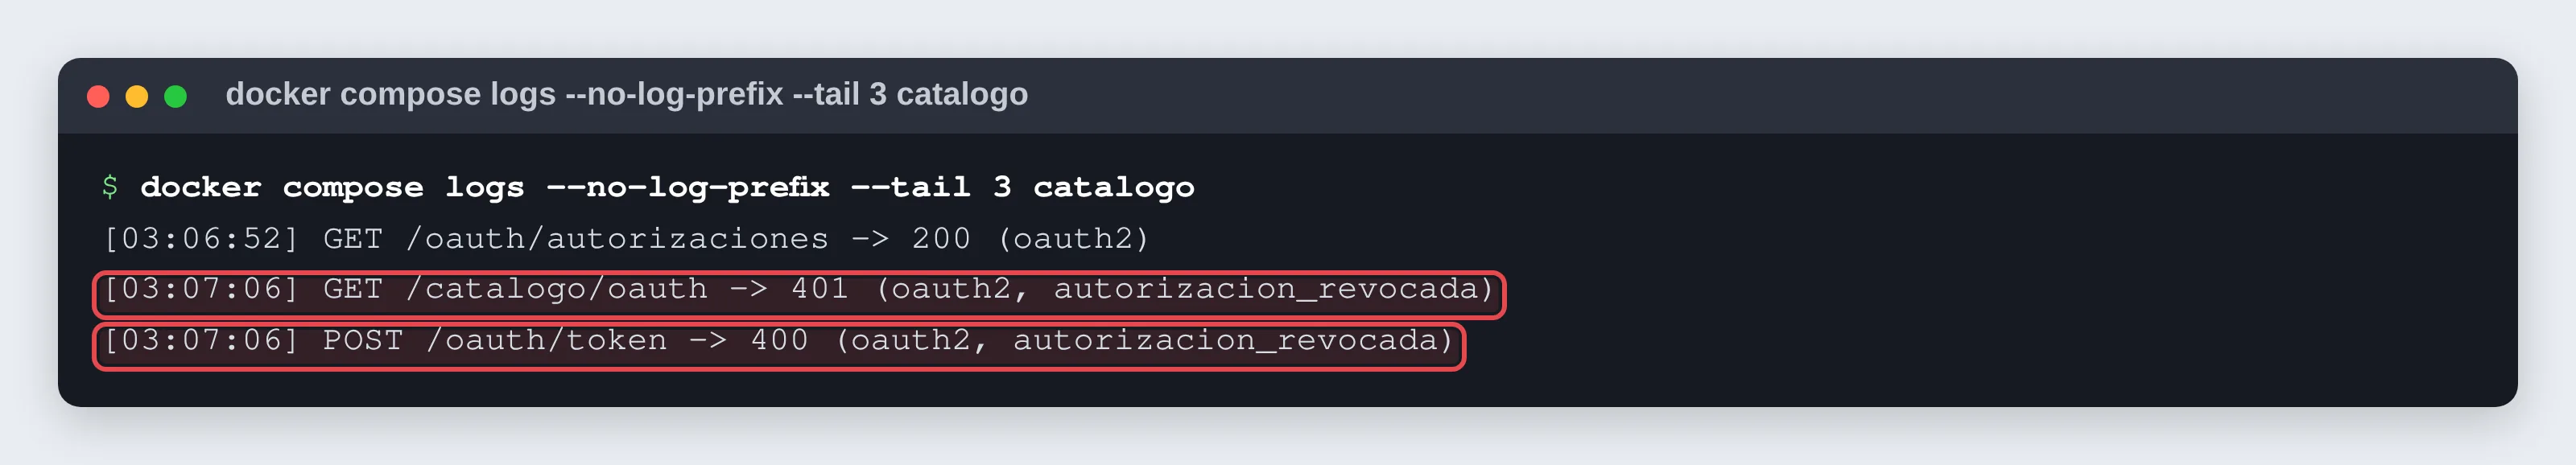 docker compose logs --no-log-prefix --tail 3 catalogo
$ docker compose logs --no-log-prefix --tail 3 catalogo
[03:06:52] GET /oauth/autorizaciones -> 200 (oauth2)
[03:07:06] GET /catalogo/oauth -> 401 (oauth2, autorizacion_revocada)
[03:07:06] POST /oauth/token -> 400 (oauth2, autorizacion_revocada)